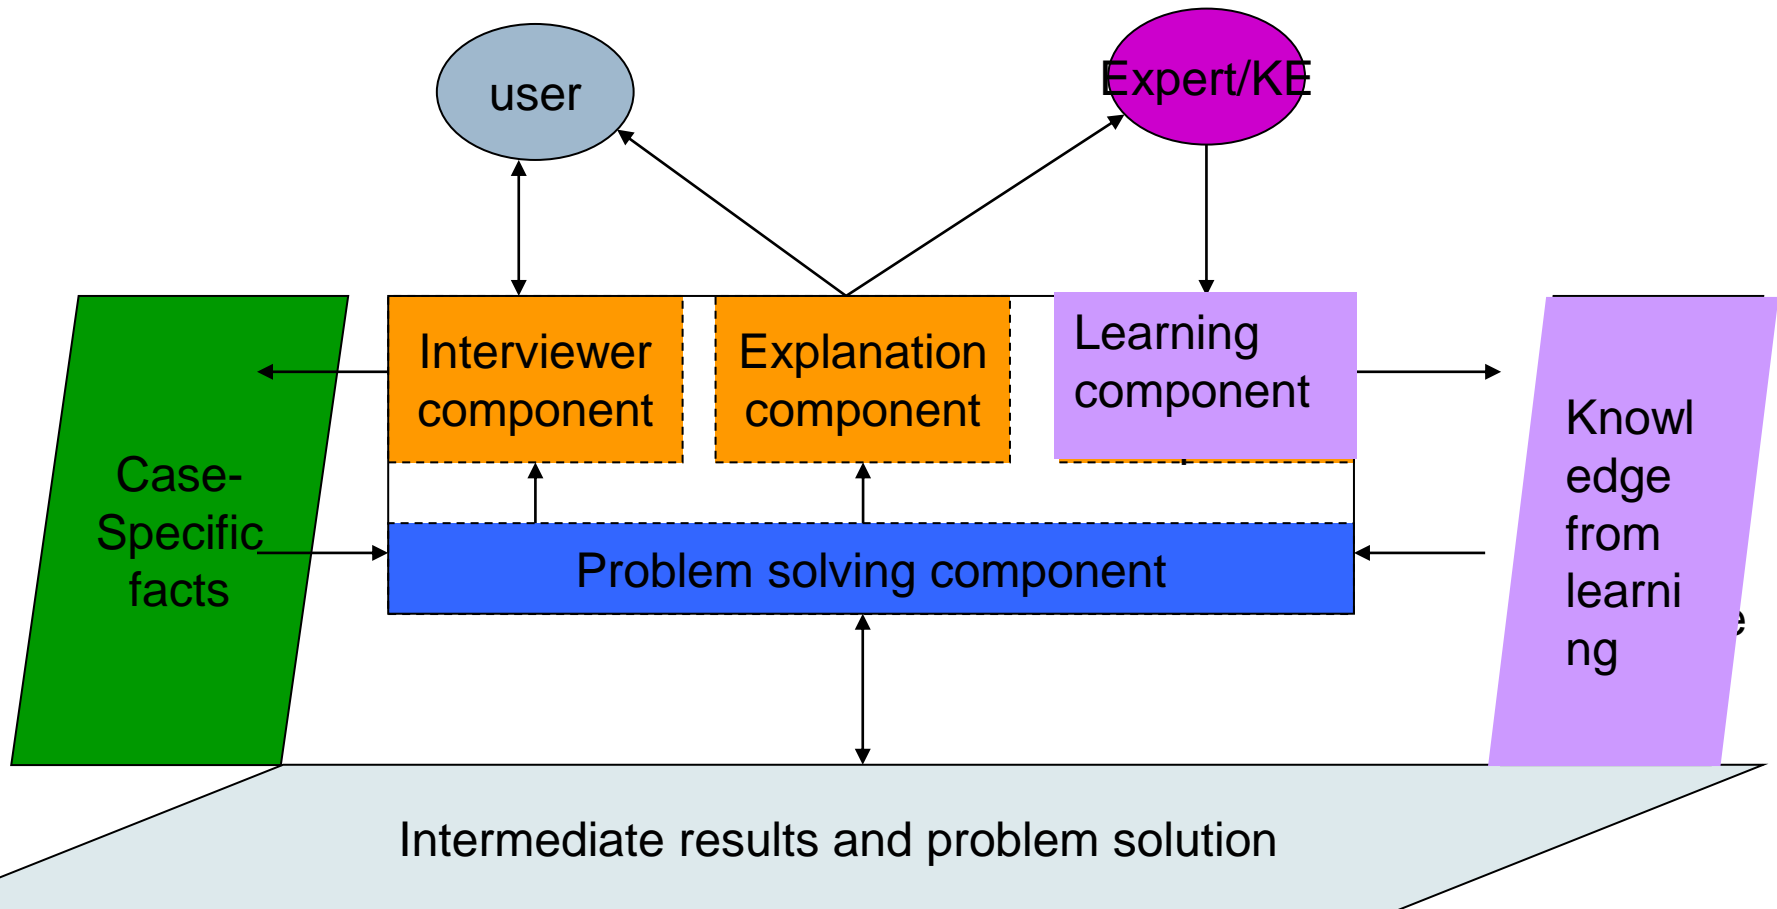 user
Expert/KE
Interviewer
component
Explanation
component
Learning
component
Case-
Specific
facts
Knowl
edge
from
learni
ng
e
Problem solving component
Intermediate results and problem solution